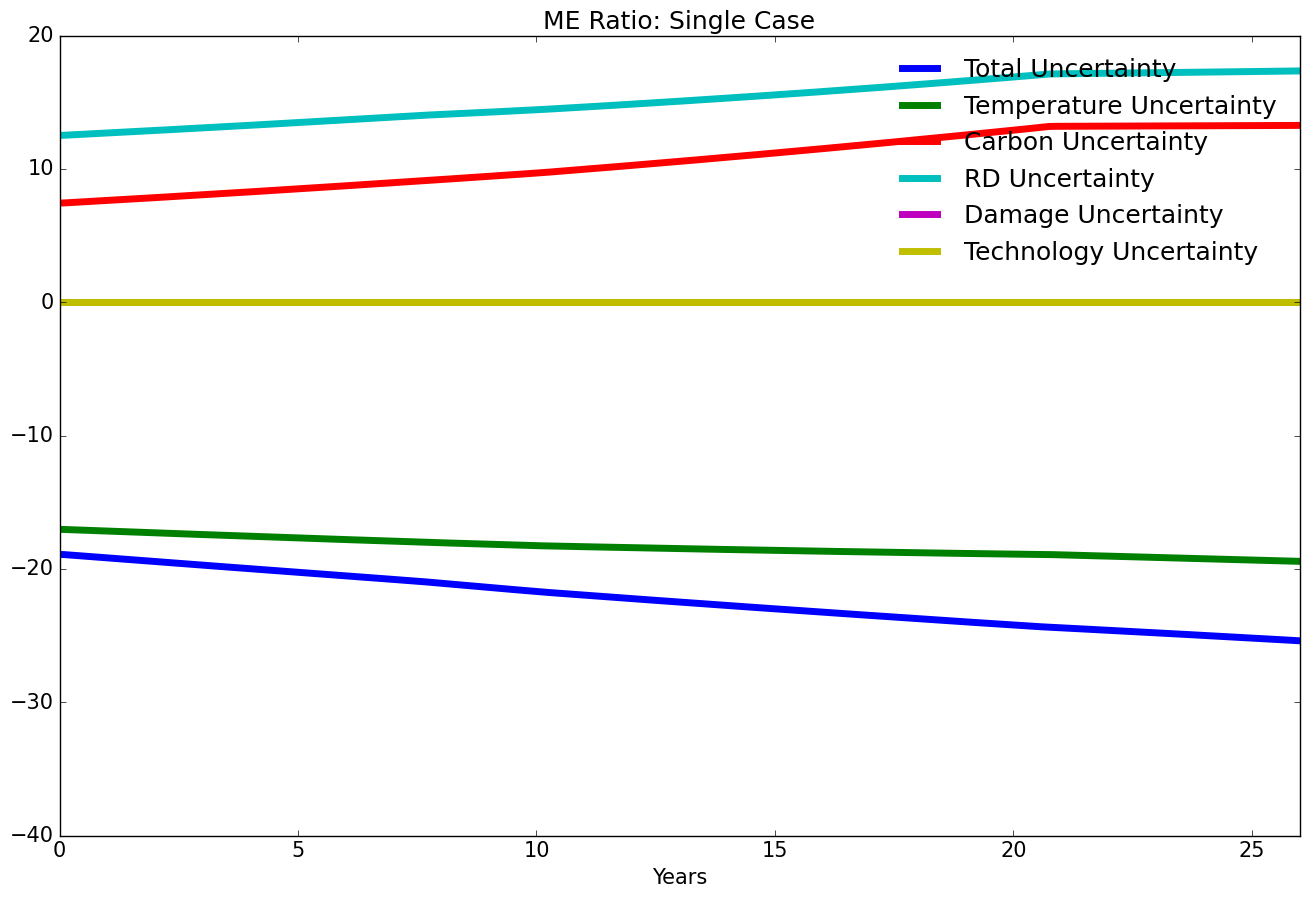 ME Ratio: Single Case
20
10
0
−10
−20
−30
−40
Total Uncertainty
Temperature Uncertainty
Carbon Uncertainty
RD Uncertainty
Damage Uncertainty
Technology Uncertainty
0 5 10 15 20 25
Years